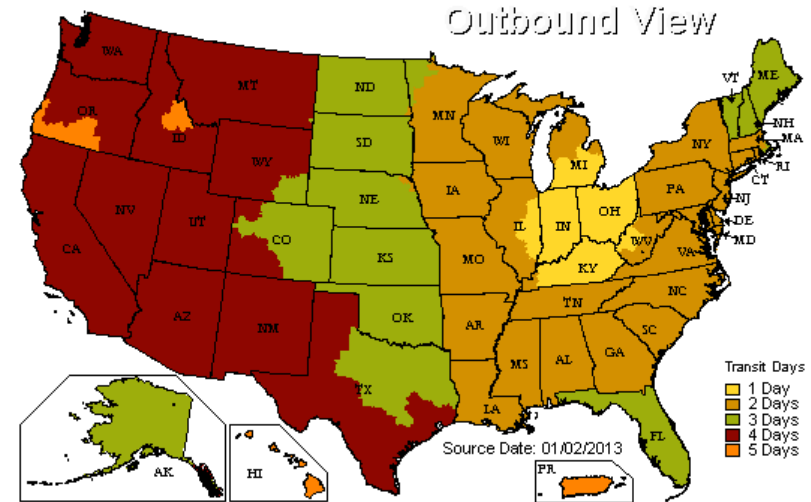 Outbound View
WA
MT
ND
MN
VT
ME
OR
ID
SD
WI
NY
NH
MA
WY
MI
RI
CT
IA
PA
NE
NJ
NV
UT
IL
IN
OH
DE
MD
CO
WV
VA
CA
KS
MO
KY
NC
TN
AZ
NM
OK
AR
SC
MS
AL
GA
TX
LA
FL
AK
HI
PR
Transit Days
1 Day
2 Days
3 Days
4 Days
5 Days
Source Date: 01/02/2013